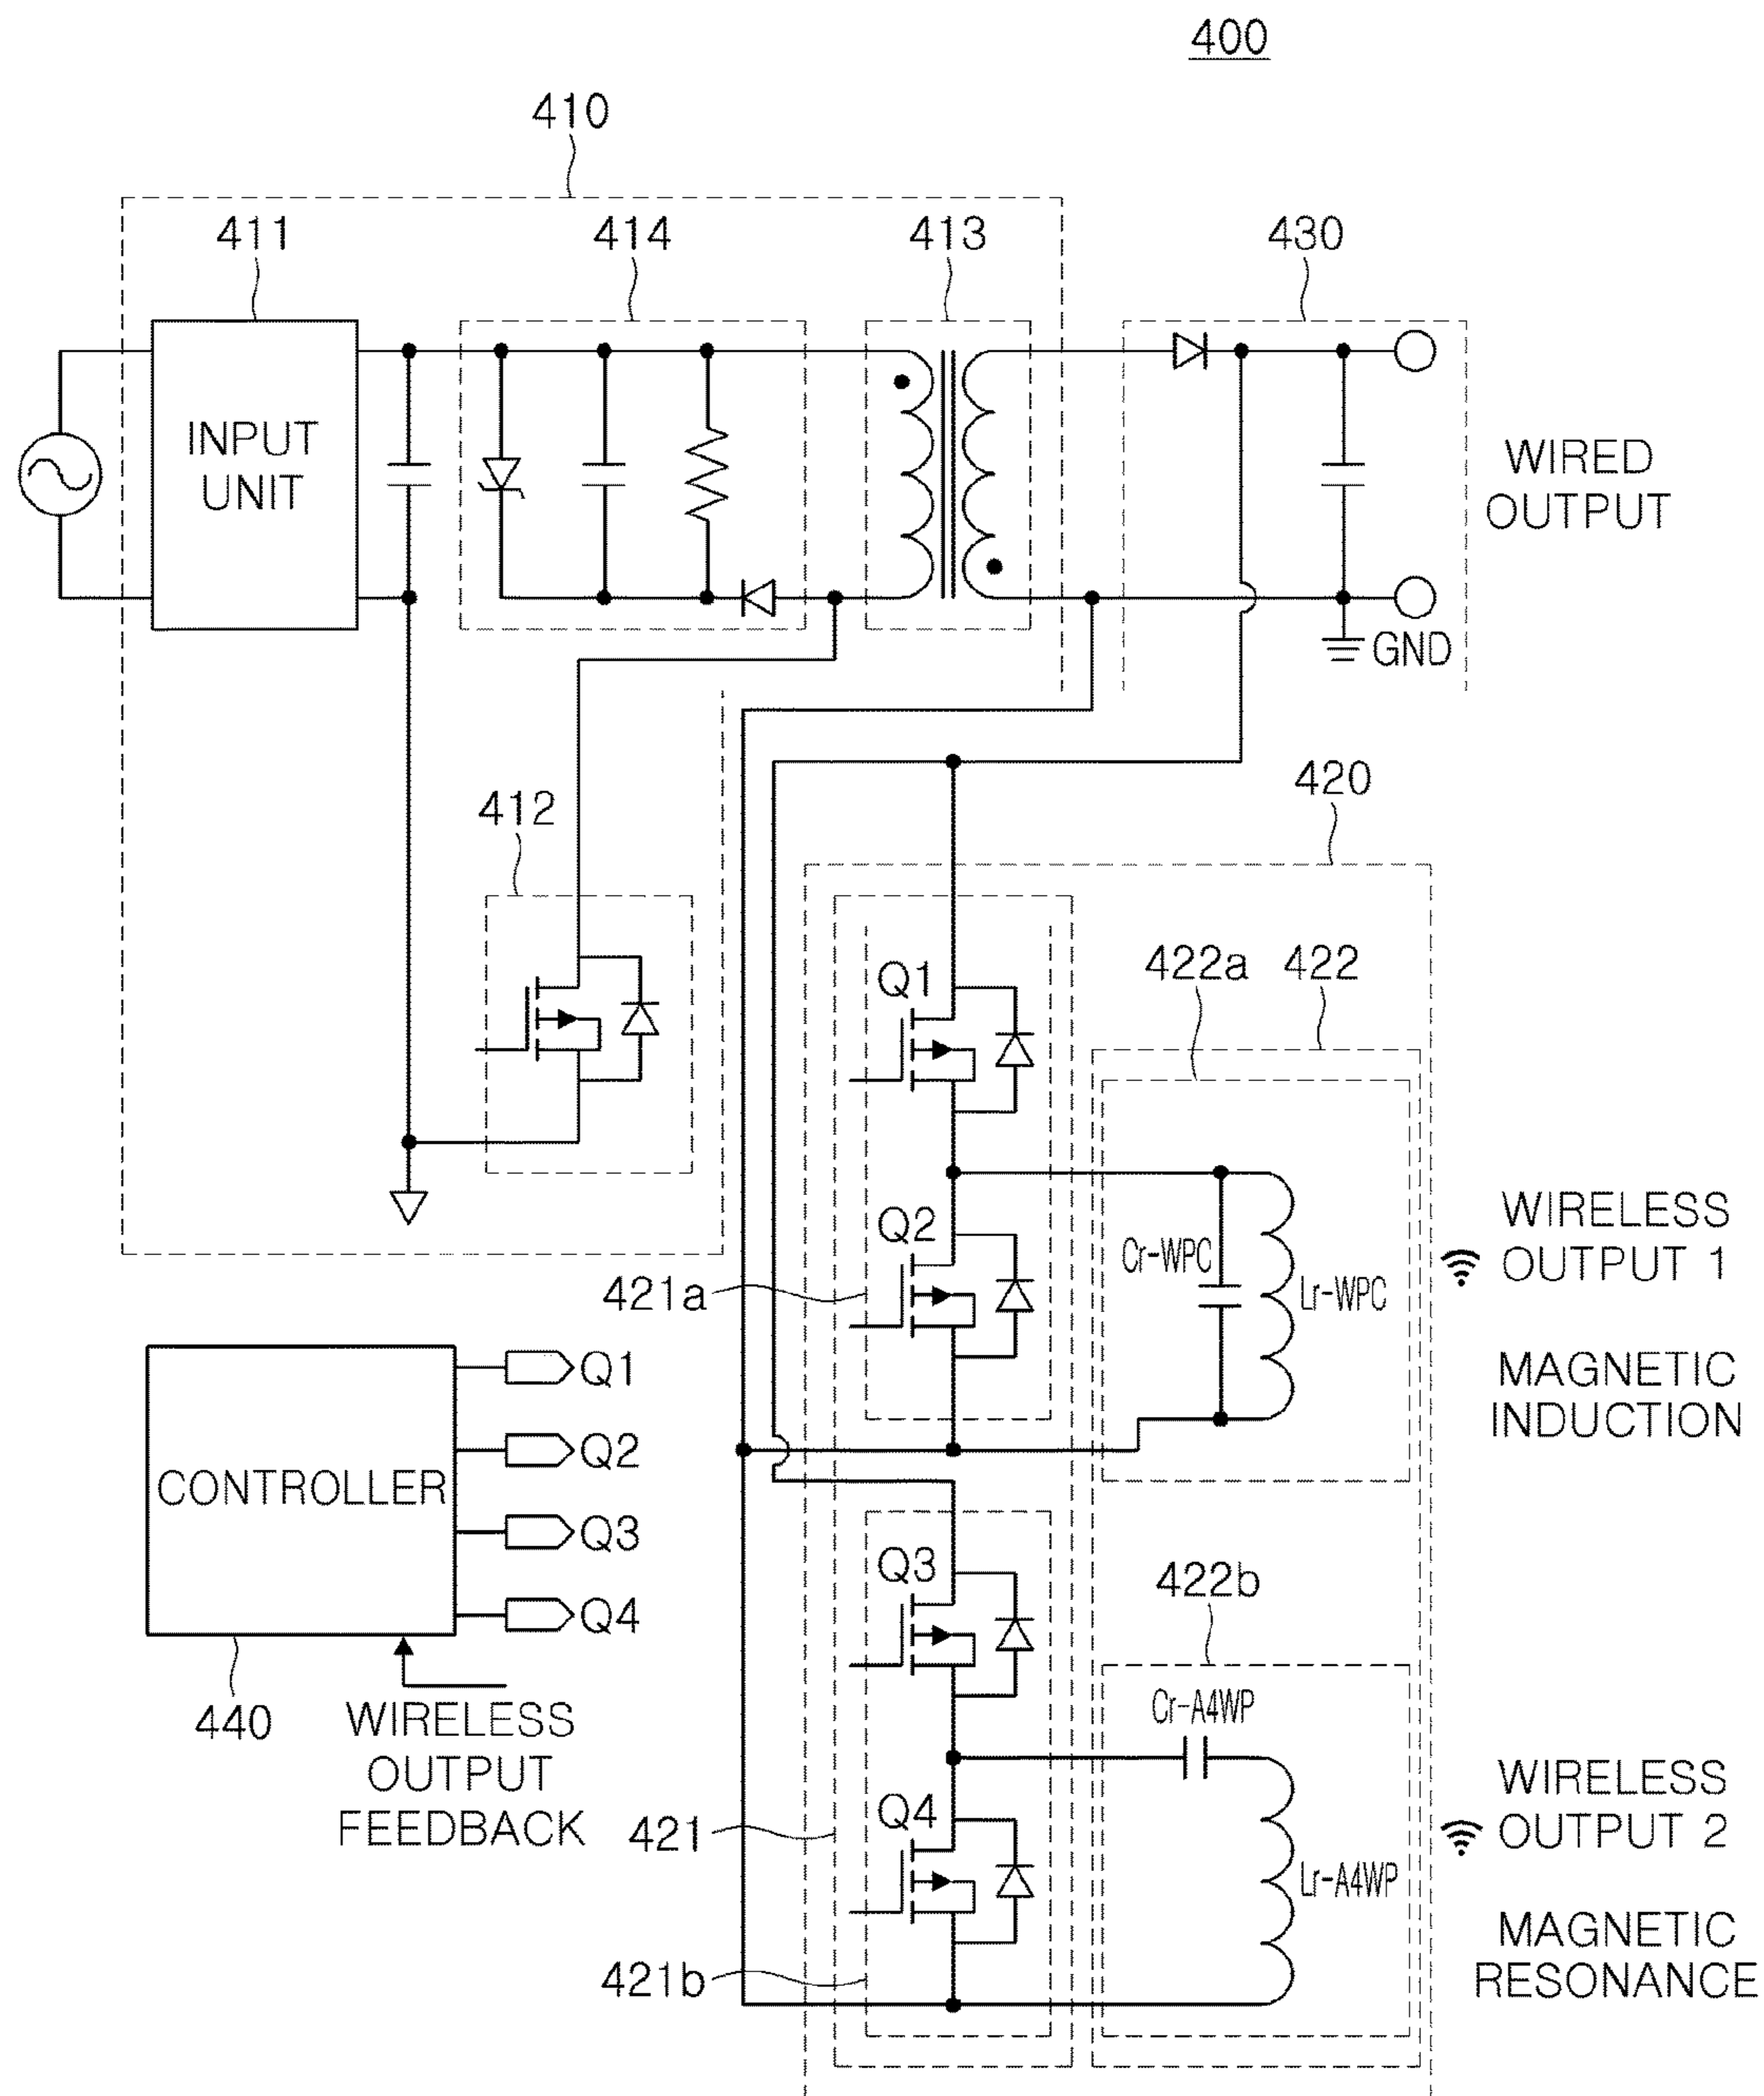 400
410
411
414
413
430
INPUT
UNIT
WIRED
OUTPUT
GND
420
412
422a
422
Q1
Q2
Cr-WPC
Lr-WPC
421a
WIRELESS
OUTPUT 1
MAGNETIC
INDUCTION
CONTROLLER
Q1
Q2
Q3
Q4
440
WIRELESS
OUTPUT
FEEDBACK
Q3
422b
Cr-A4WP
Q4
421
Lr-A4WP
421b
WIRELESS
OUTPUT 2
MAGNETIC
RESONANCE